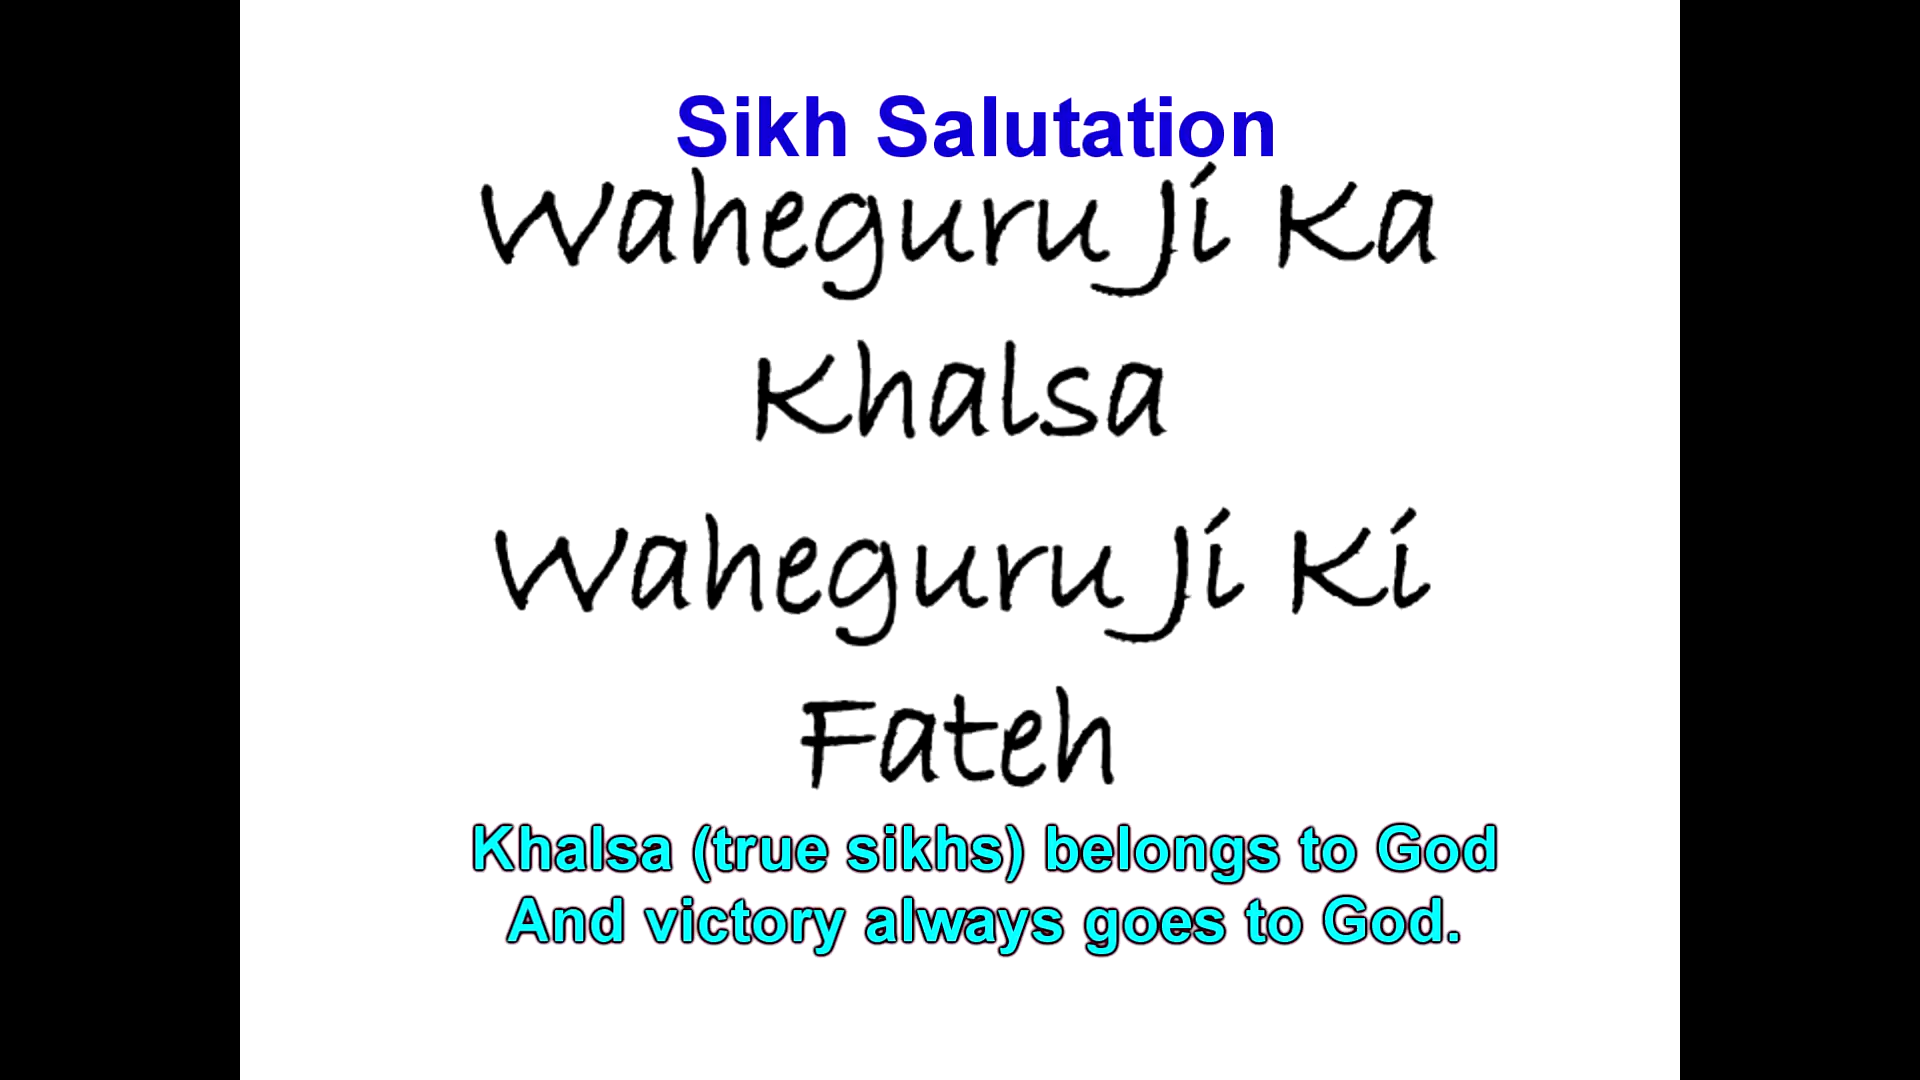 Sikh Salutation
Waheguru Ji Ka
Khalsa
Waheguru Ji Ki
Fateh
Khalsa (true sikhs) belongs to God
And victory always goes to God.